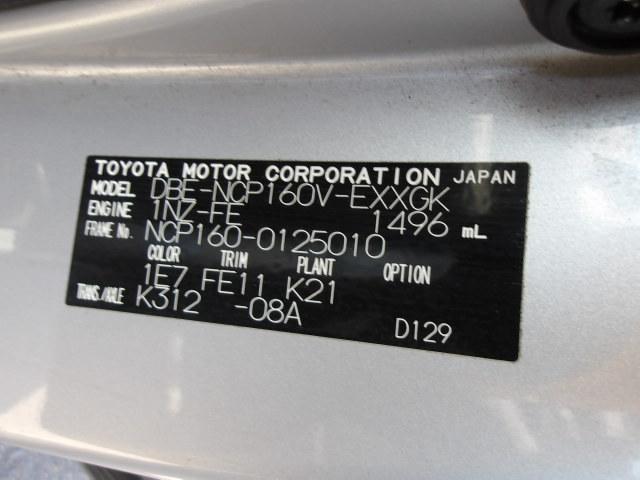 TOYOTA MOTOR CORPORATION JAPAN
MODEL DBE-NCP160V-EXXGK
ENGINE 1NZ-FE 1496 mL
FRAME No. NCP160-0125010
COLOR TRIM PLANT OPTION
1E7 FE11 K21
TRANS./AXLE K312 -08A
D129